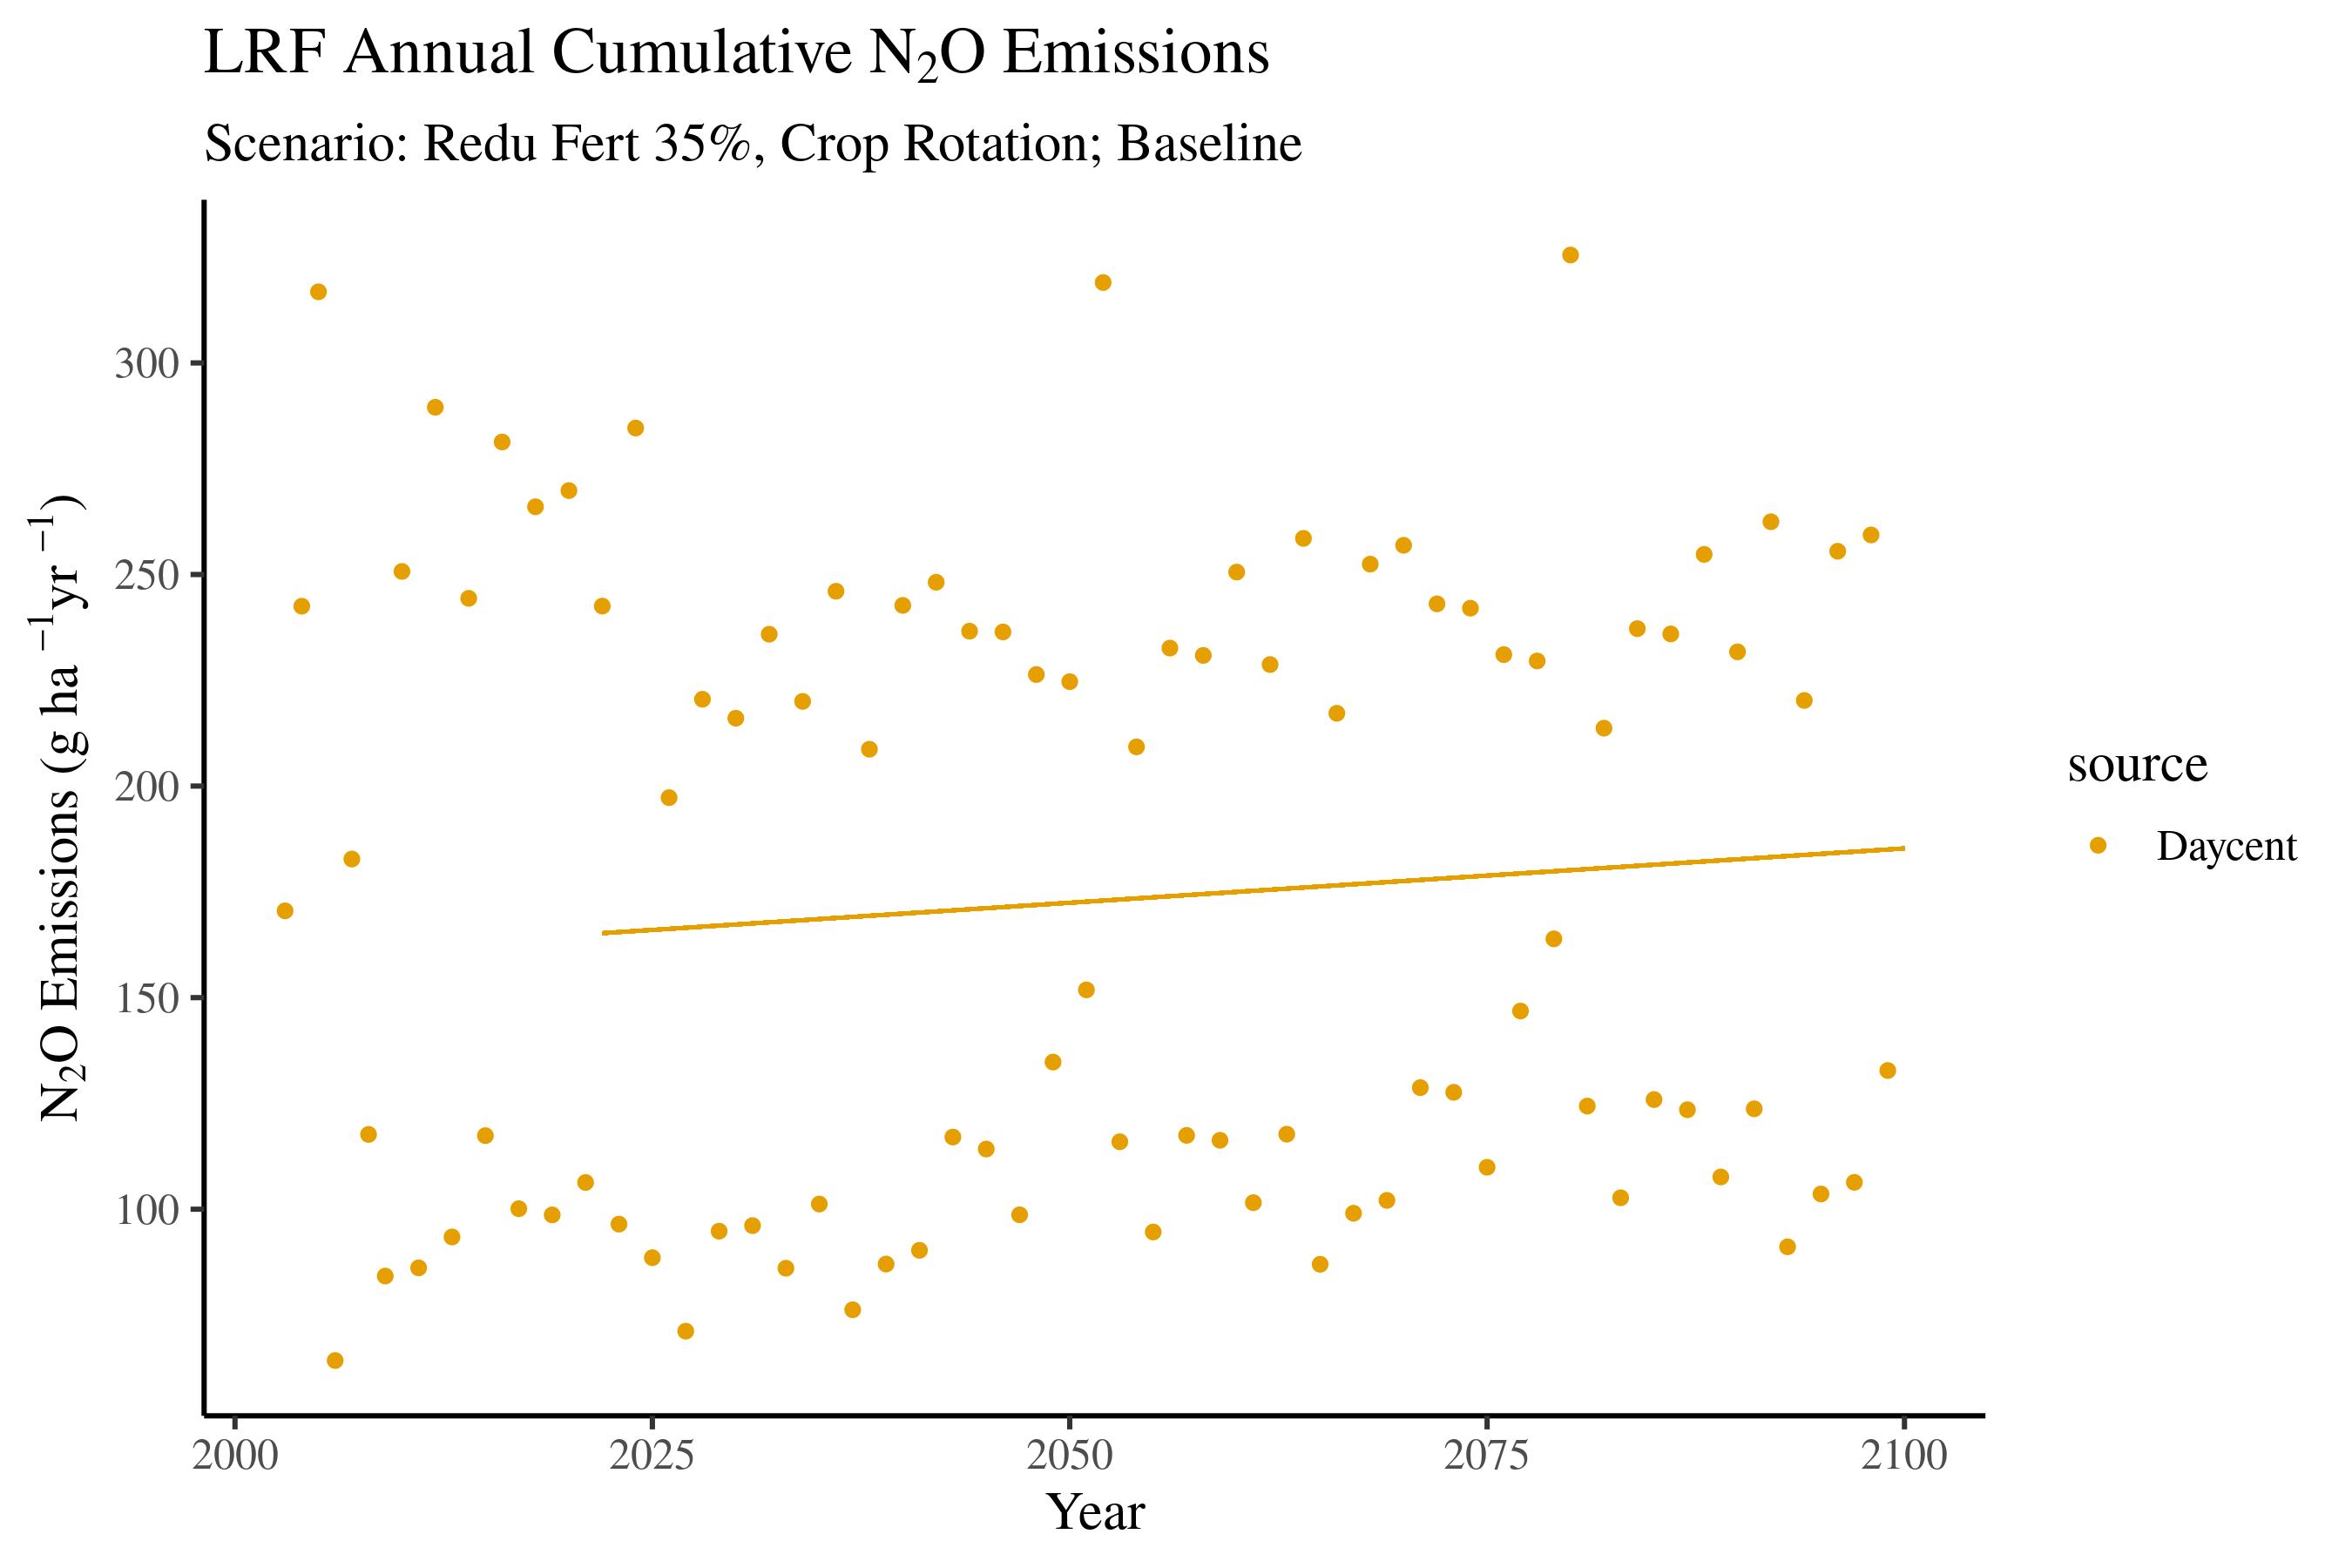 LRF Annual Cumulative N₂O Emissions
Scenario: Redu Fert 35%, Crop Rotation; Baseline
N₂O Emissions (g ha ⁻¹yr ⁻¹)
300
250
200
150
100
2000
2025
2050
2075
2100
Year
source
Daycent